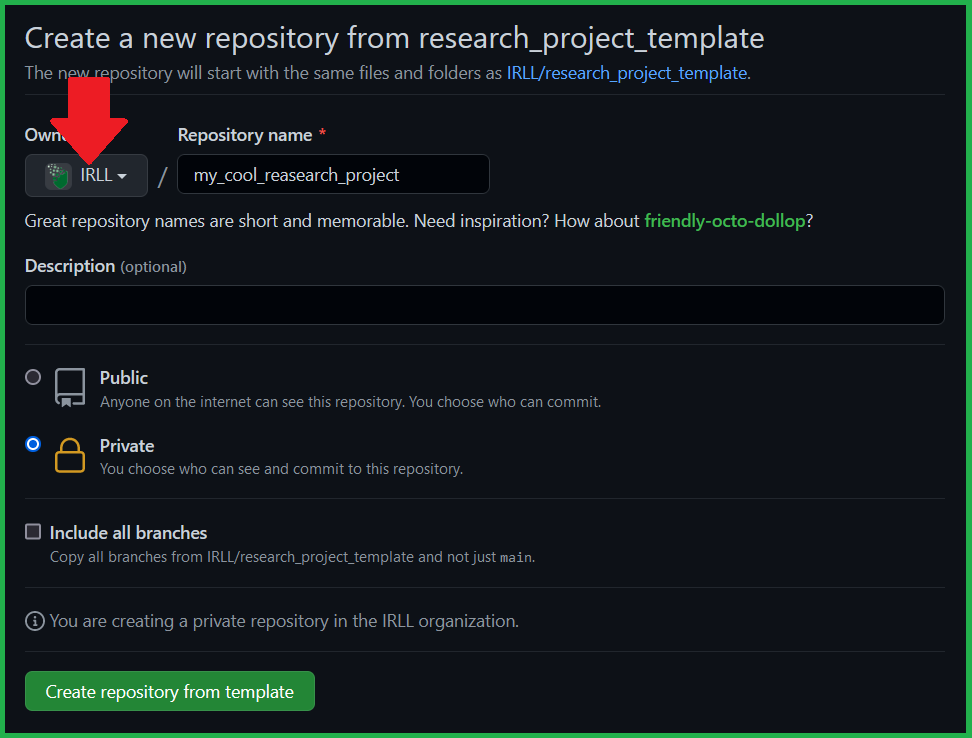 Create a new repository from research_project_template
The new repository will start with the same files and folders as IRLL/research_project_template.
Repository name *
IRLL / my_cool_reasearch_project
Great repository names are short and memorable. Need inspiration? How about friendly-octo-dollop?
Description (optional)
Public
Anyone on the internet can see this repository. You choose who can commit.
Private
You choose who can see and commit to this repository.
Include all branches
Copy all branches from IRLL/research_project_template and not just main.
You are creating a private repository in the IRLL organization.
Create repository from template